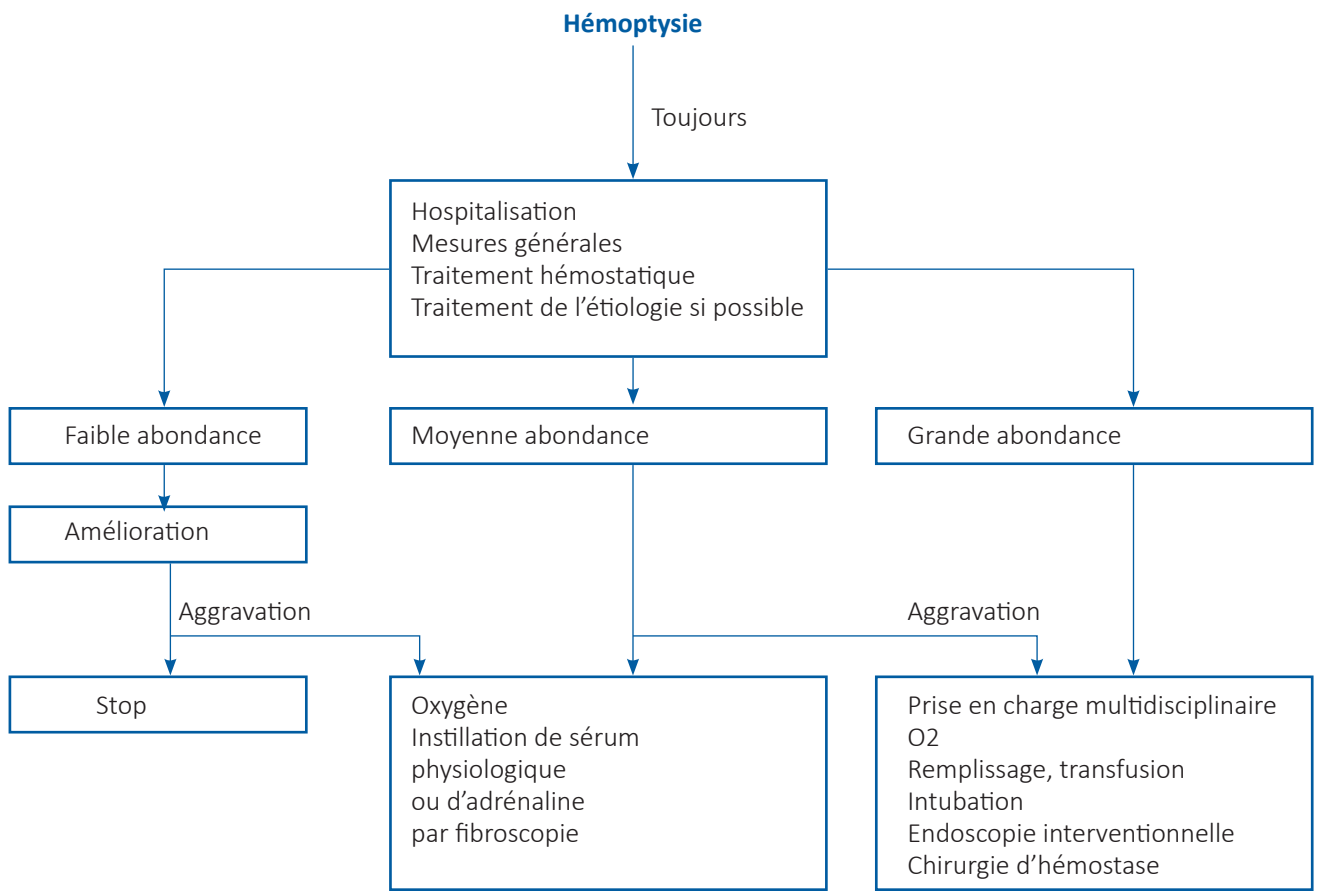 Hémoptysie
Toujours
Hospitalisation
Mesures générales
Traitement hémostatique
Traitement de l’étiologie si possible
Faible abondance
Moyenne abondance
Grande abondance
Amélioration
Aggravation
Aggravation
Stop
Oxygène
Instillation de sérum
physiologique
ou d’adrénaline
par fibroscopie
Prise en charge multidisciplinaire
O2
Remplissage, transfusion
Intubation
Endoscopie interventionnelle
Chirurgie d’hémostase